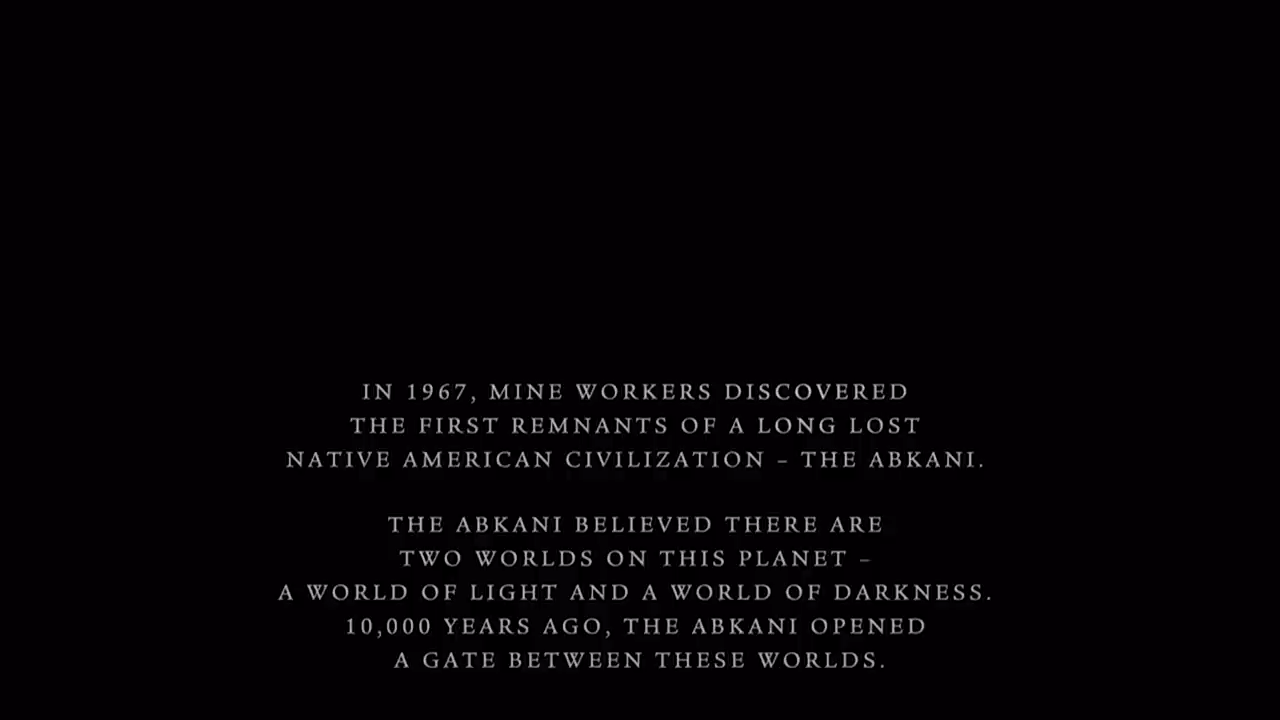 IN 1967, MINE WORKERS DISCOVERED
THE FIRST REMNANTS OF A LONG LOST
NATIVE AMERICAN CIVILIZATION – THE ABKANI.
THE ABKANI BELIEVED THERE ARE
TWO WORLDS ON THIS PLANET –
A WORLD OF LIGHT AND A WORLD OF DARKNESS.
10,000 YEARS AGO, THE ABKANI OPENED
A GATE BETWEEN THESE WORLDS.